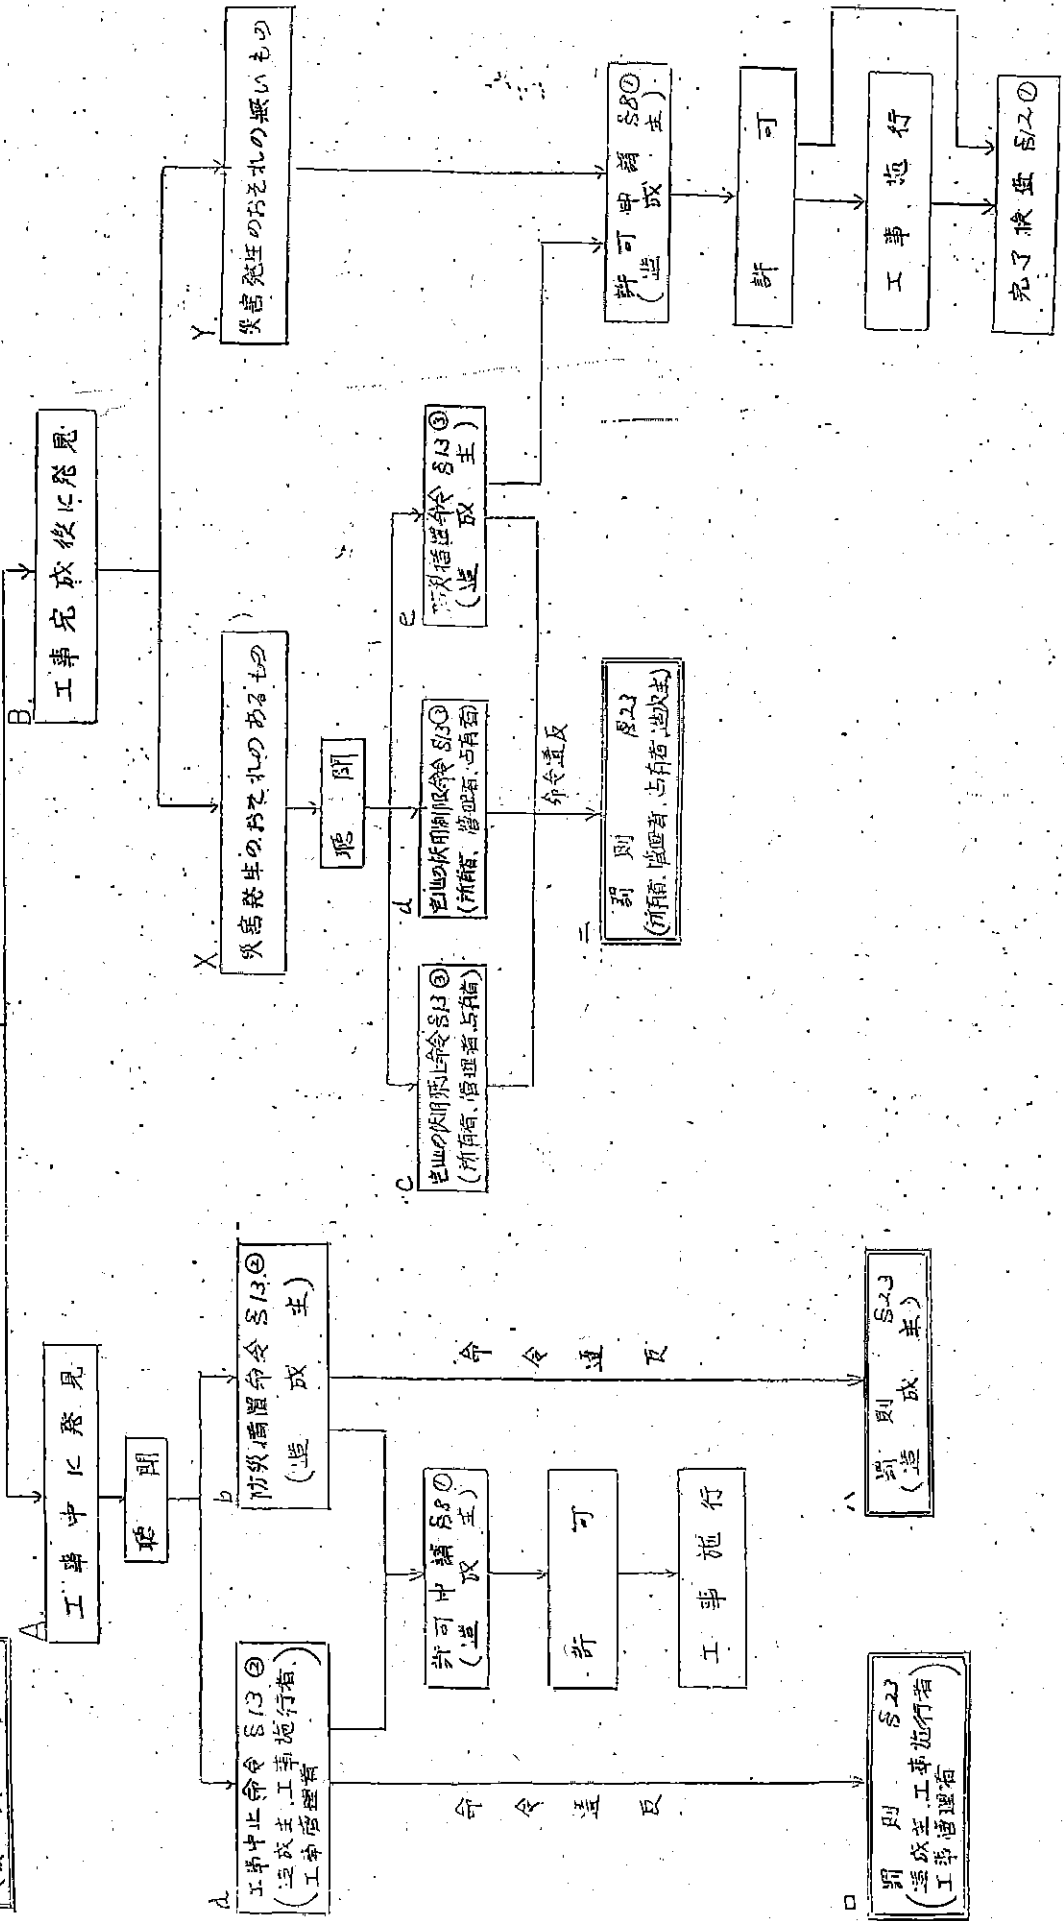 A
工事中に発見
聴聞
a
工事中止命令 §13②
(造成主、工事施行者、
工事管理者)
b
防災措置命令 §13②
(造成主)
許可申請 §8①
(造成主)
許可
工事施行
命令違反
命令違反
ロ
罰則 §23
(造成主、工事施行者
工事管理者)
ハ
罰則 §23
(造成主)
B
工事完成後に発見
X
災害発生のおそれのあるもの
聴聞
c
宅地の使用禁止命令 §13③
(所有者、管理者、占有者)
d
宅地の使用制限命令 §13③
(所有者、管理者、占有者)
e
防災措置命令 §13③
(造成主)
命令違反
ニ
罰則 §23
(所有者、管理者、占有者、造成主)
Y
災害発生のおそれの無いもの
許可申請 §8①
(造成主)
許可
工事施行
完了検査 §12①